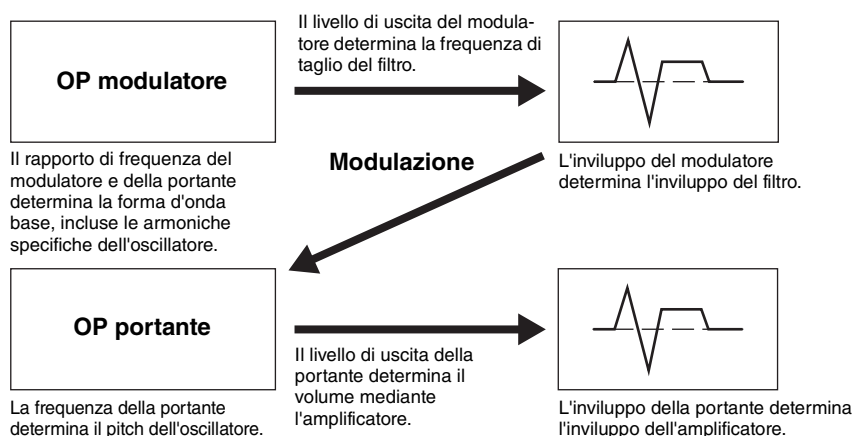 Il livello di uscita del modula-
tore determina la frequenza di
taglio del filtro.
OP modulatore
Il rapporto di frequenza del
modulatore e della portante
determina la forma d'onda
base, incluse le armoniche
specifiche dell'oscillatore.
Modulazione
L'inviluppo del modulatore
determina l'inviluppo del filtro.
OP portante
La frequenza della portante
determina il pitch dell'oscillatore.
Il livello di uscita della
portante determina il
volume mediante
l'amplificatore.
L'inviluppo della portante determina
l'inviluppo dell'amplificatore.